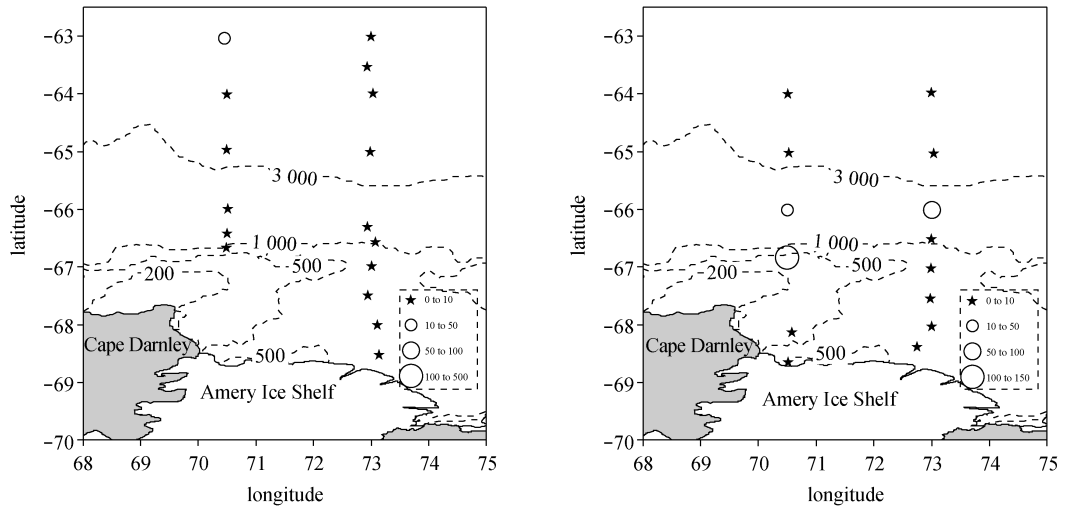 −63
−64
−65
−66
−67
−68
−69
−70
latitude
3 000
1 000
500
200
500
Cape Darnley
Amery Ice Shelf
0 to 10
10 to 50
50 to 100
100 to 500
68 69 70 71 72 73 74 75
longitude
−63
−64
−65
−66
−67
−68
−69
−70
latitude
3 000
1 000
500
200
500
Cape Darnley
Amery Ice Shelf
0 to 10
10 to 50
50 to 100
100 to 150
68 69 70 71 72 73 74 75
longitude